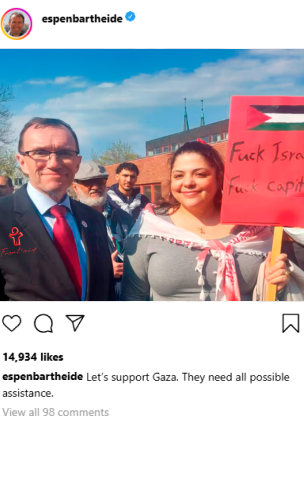 espenbartheide
Fuck Isra
Fuck capit
14,934 likes
espenbartheide Let's support Gaza. They need all possible
assistance.
View all 98 comments